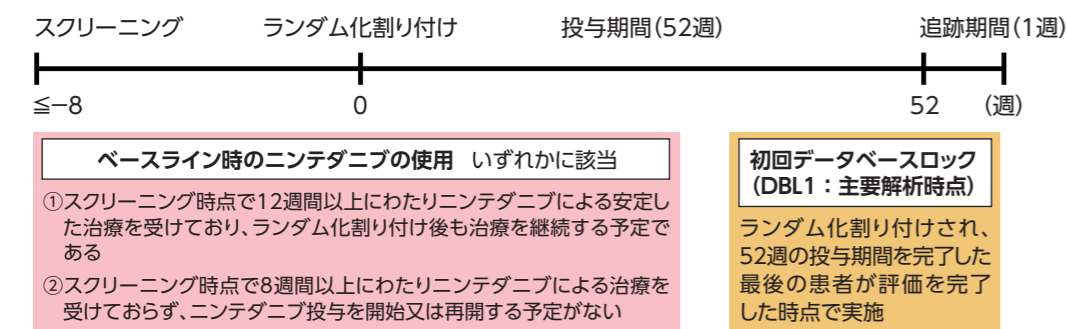 スクリーニング ランダム化割り付け 投与期間(52週) 追跡期間(1週)
≦−8 0 52 (週)
ベースライン時のニンテダニブの使用 いずれかに該当
①スクリーニング時点で12週間以上にわたりニンテダニブによる安定し
た治療を受けており、ランダム化割り付け後も治療を継続する予定で
ある
②スクリーニング時点で8週間以上にわたりニンテダニブによる治療を
受けておらず、ニンテダニブ投与を開始又は再開する予定がない
初回データベースロック
(DBL1：主要解析時点)
ランダム化割り付けされ、
52週の投与期間を完了した
最後の患者が評価を完了
した時点で実施